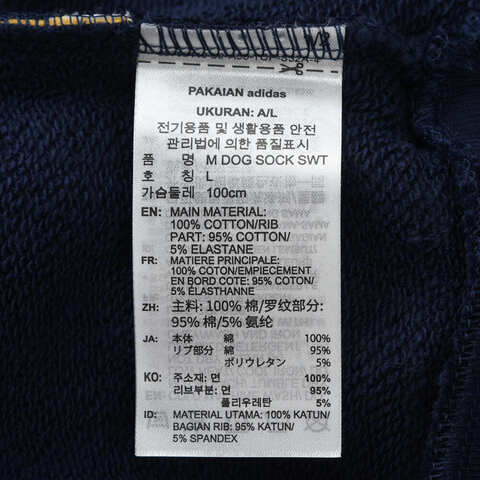 PAKAIAN adidas
UKURAN: A/L
전기용품 및 생활용품 안전
관리법에 의한 품질표시
품 명 M DOG SOCK SWT
호 칭 L
가슴둘레 100cm
EN: MAIN MATERIAL:
100% COTTON/RIB
PART: 95% COTTON/
5% ELASTANE
FR: MATIERE PRINCIPALE:
100% COTON/EMPIECEMENT
EN BORD COTE: 95% COTON/
5% ÉLASTHANNE
ZH: 主料: 100% 棉/罗纹部分:
95% 棉/5% 氨纶
JA: 本体 綿 100%
リブ部分 綿 95%
ポリウレタン 5%
KO: 주소재: 면 100%
리브부분: 면 95%
폴리우레탄 5%
ID: MATERIAL UTAMA: 100% KATUN/
BAGIAN RIB: 95% KATUN/
5% SPANDEX